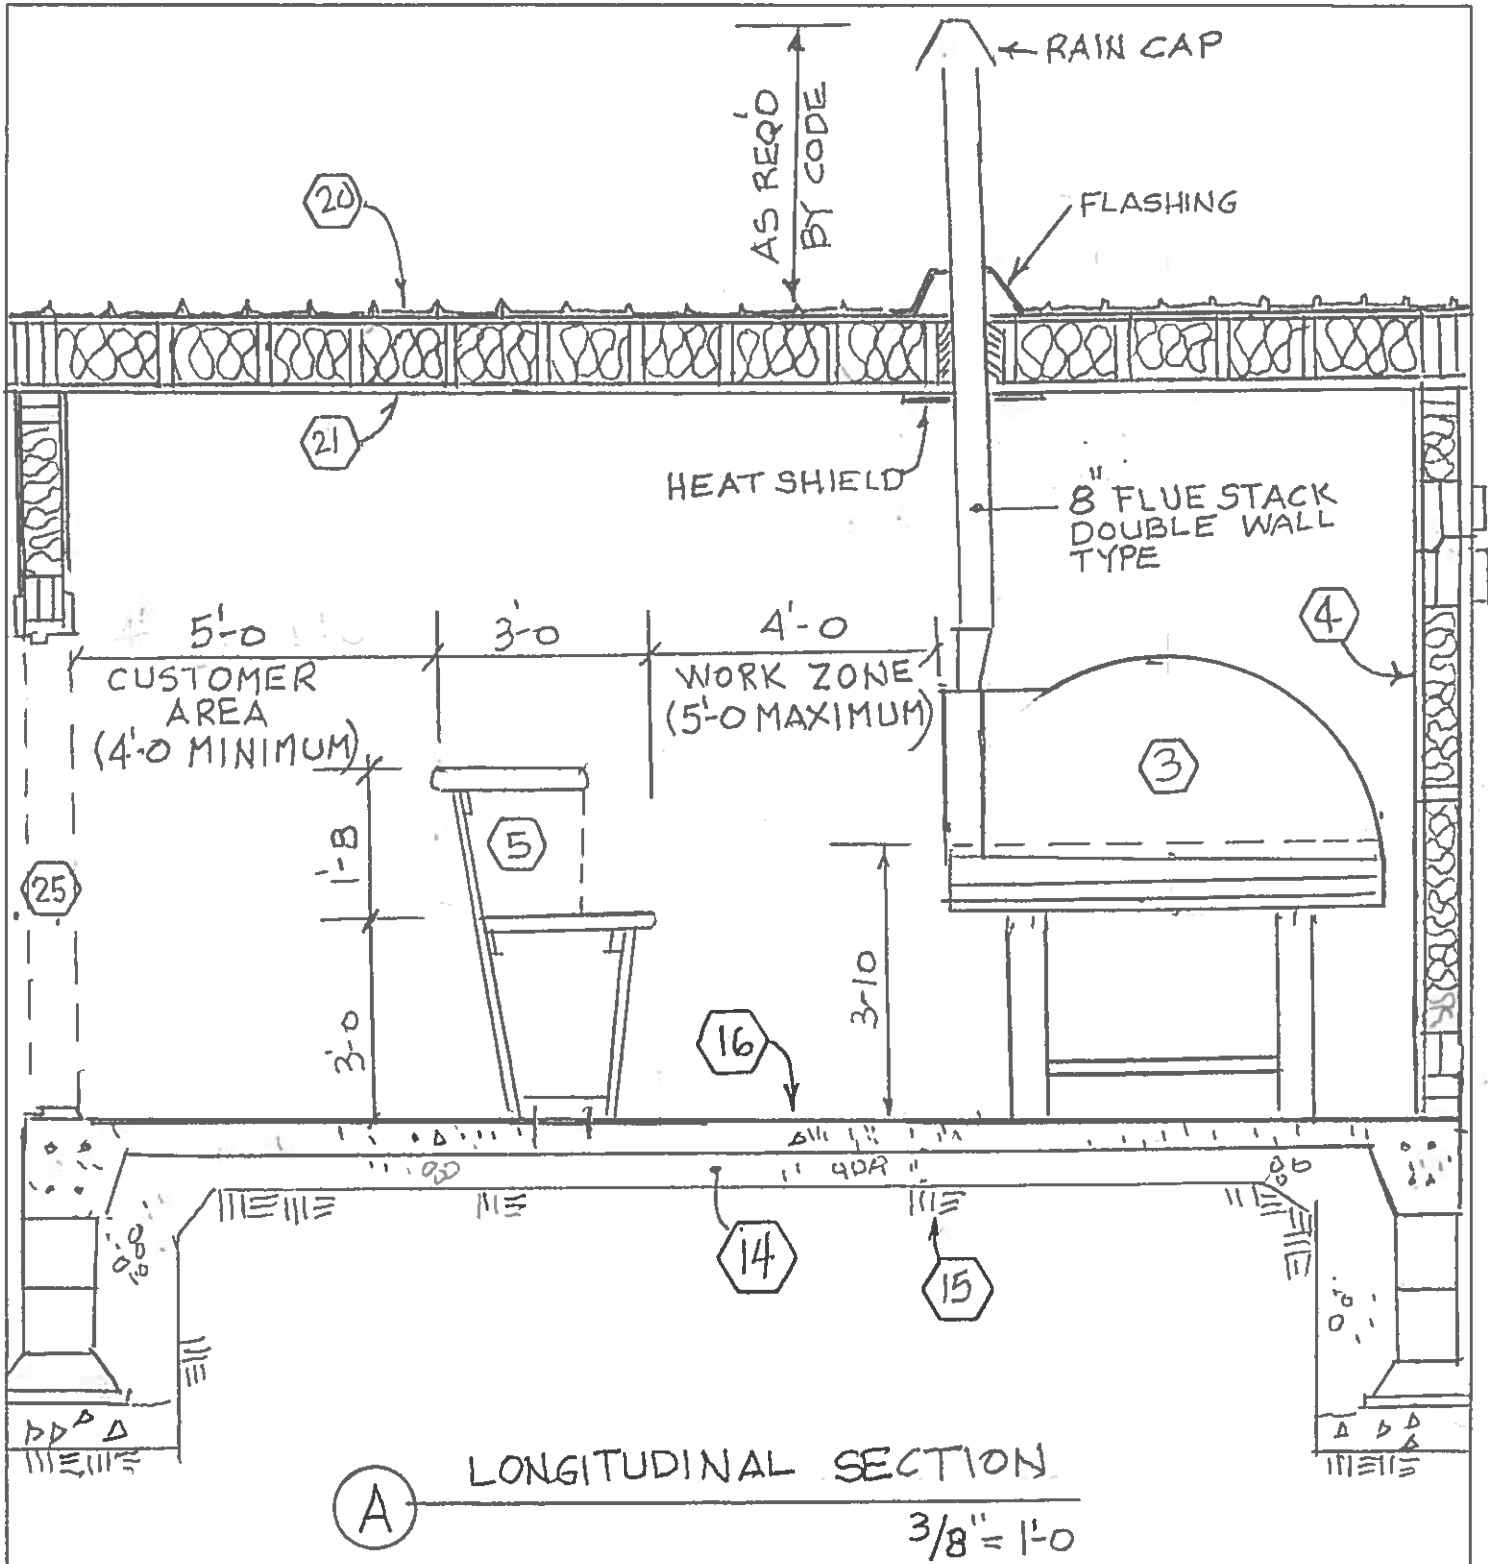 RAIN CAP
AS REQ'D
BY CODE
20
FLASHING
21
HEAT SHIELD
8" FLUE STACK
DOUBLE WALL
TYPE
4
5'-0
3'-0
4'-0
CUSTOMER
AREA
(4'-0 MINIMUM)
WORK ZONE
(5'-0 MAXIMUM)
3
1'-8
5
25
3'-0
3'-10
16
14
15
A
LONGITUDINAL SECTION
3/8" = 1'-0